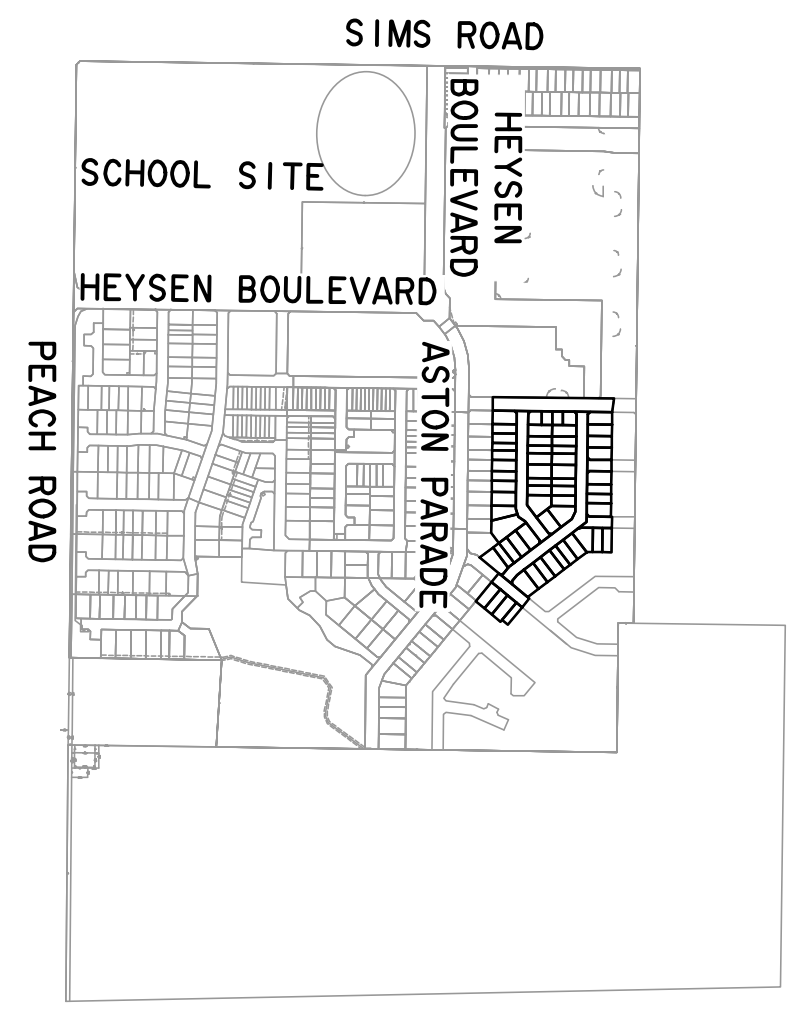 SIMS ROAD
HEYSEN
BOULEVARD
SCHOOL SITE
HEYSEN BOULEVARD
PEACH ROAD
ASTON PARADE